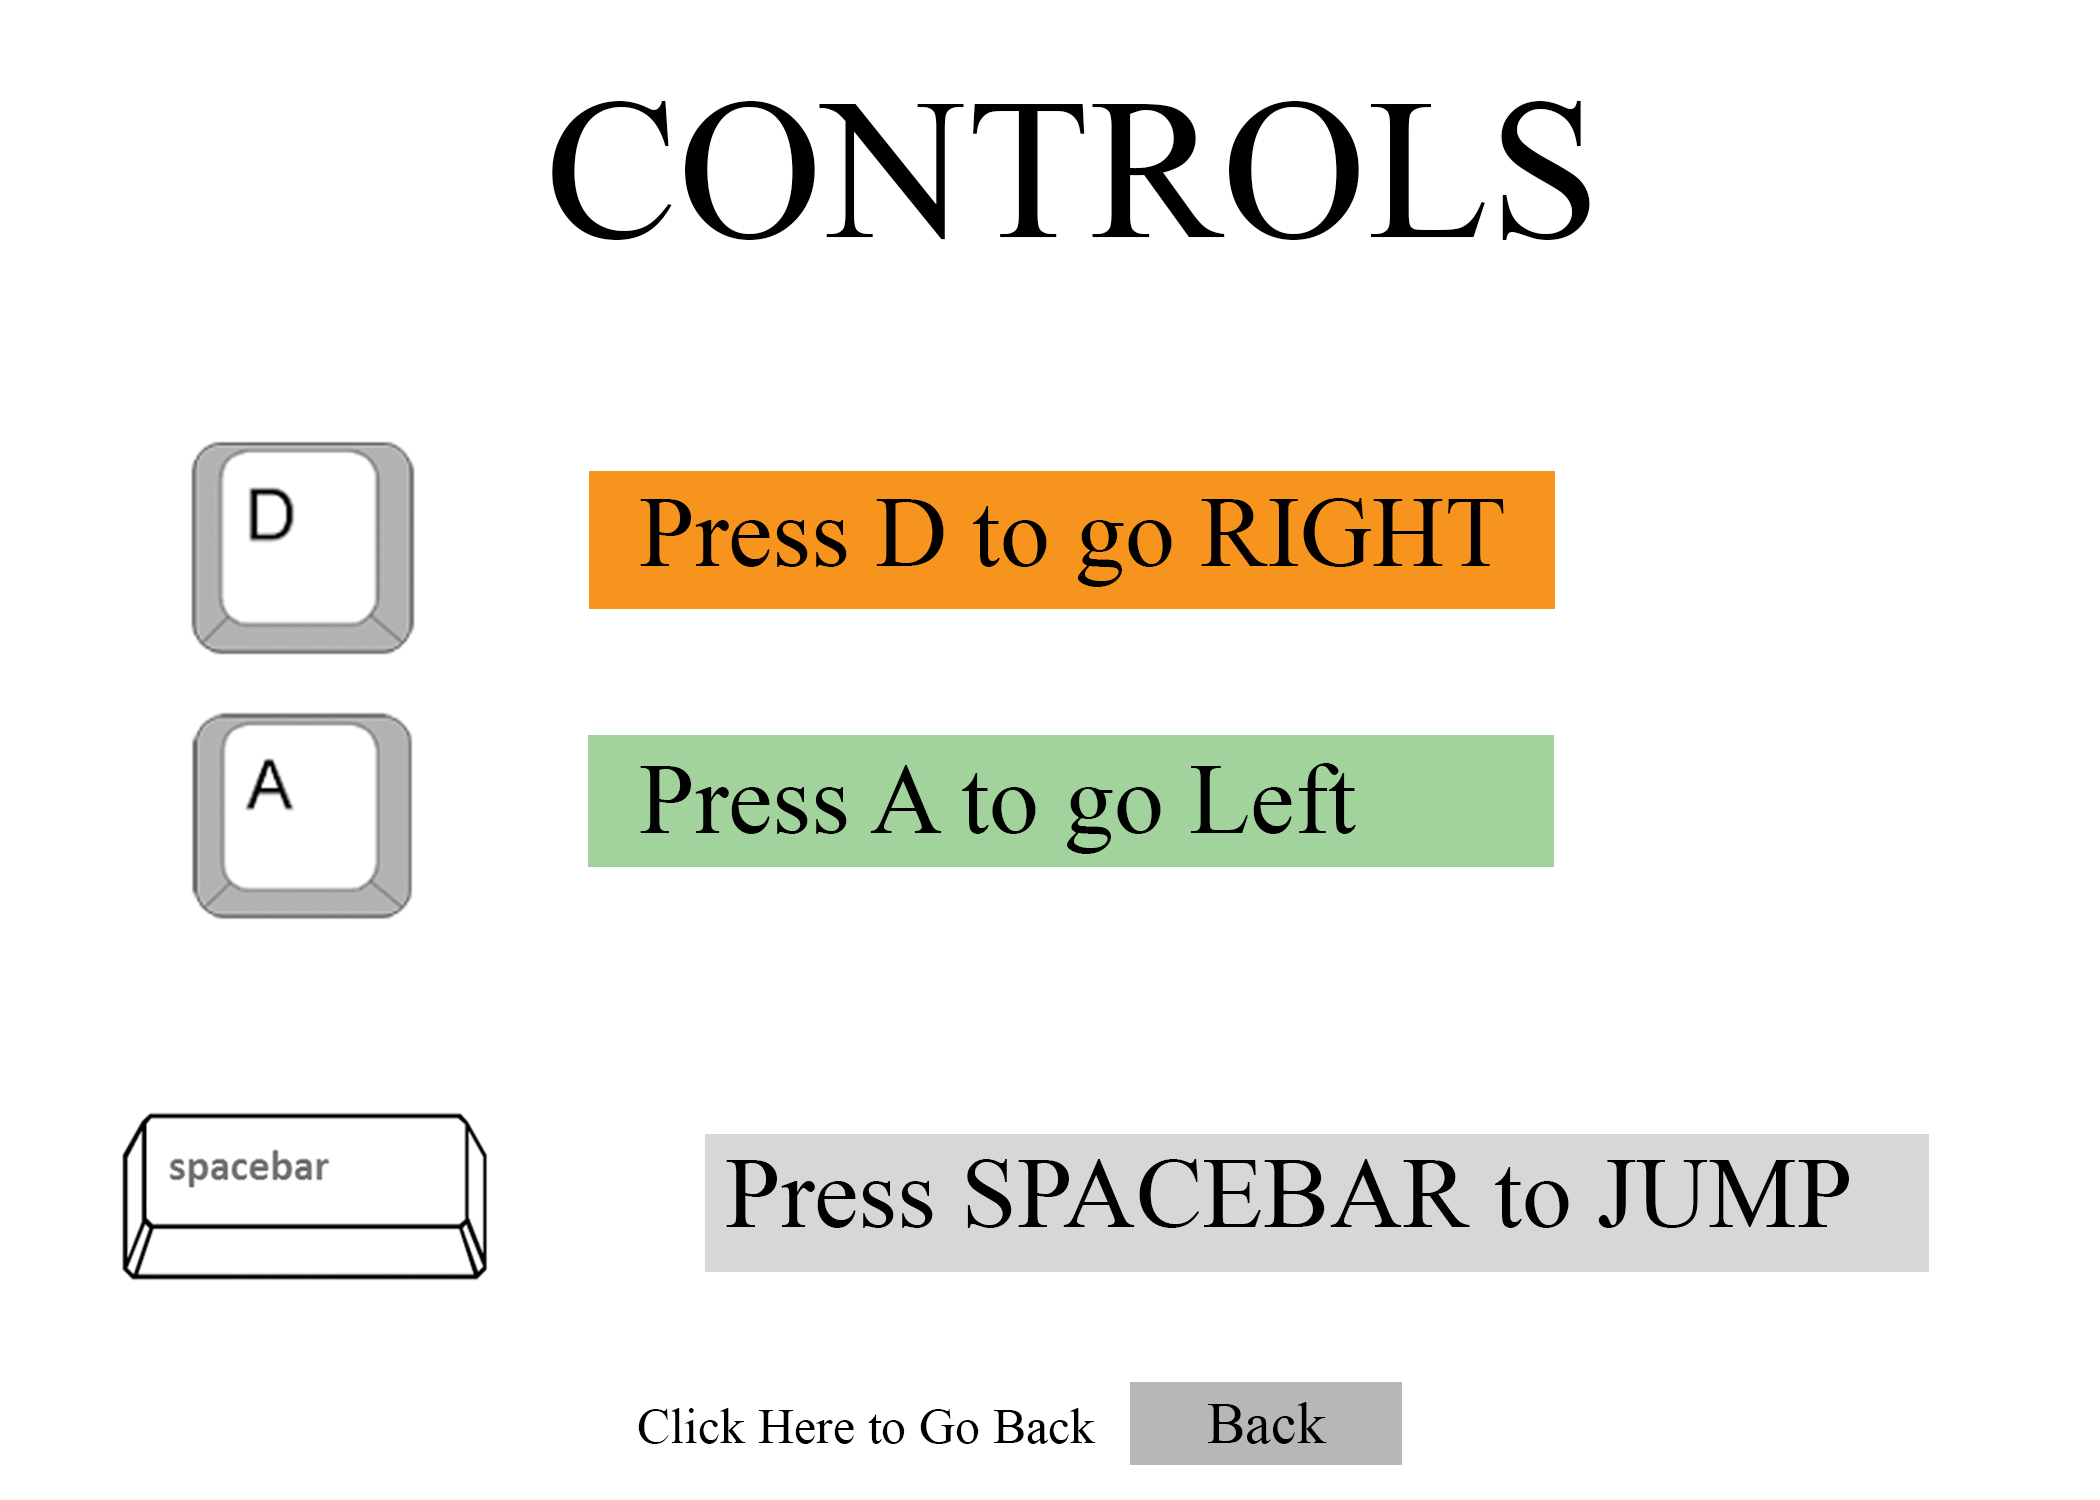 CONTROLS
D
Press D to go RIGHT
A
Press A to go Left
spacebar
Press SPACEBAR to JUMP
Click Here to Go Back
Back